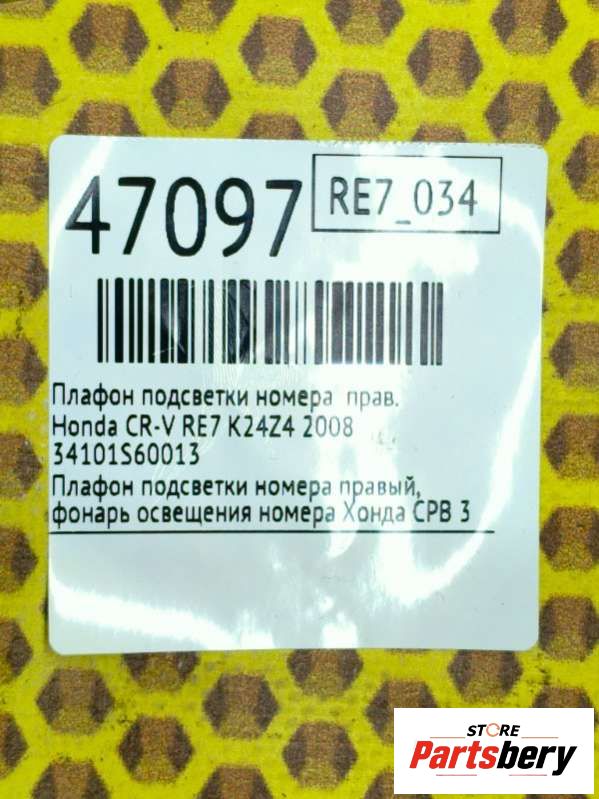 47097
RE7_034
Плафон подсветки номера прав.
Honda CR-V RE7 K24Z4 2008
34101S60013
Плафон подсветки номера правый,
фонарь освещения номера Хонда СРВ 3
STORE
Partsbery